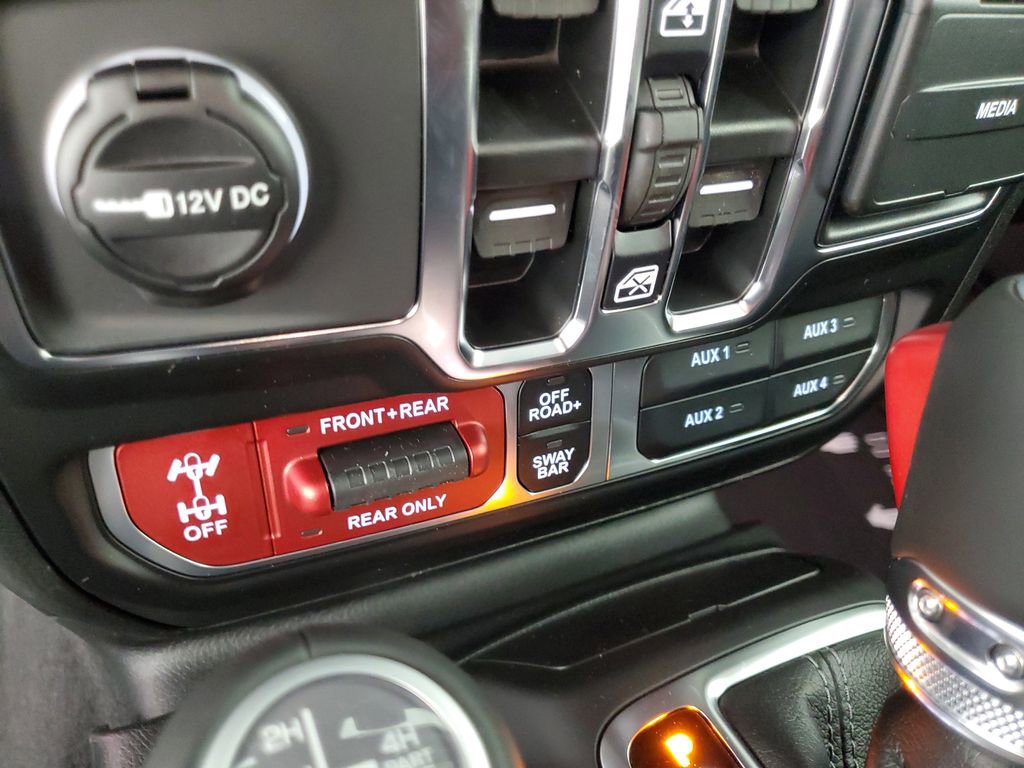 12V DC
MEDIA
FRONT+REAR
REAR ONLY
OFF
OFF
ROAD+
SWAY
BAR
AUX 1
AUX 3
AUX 2
AUX 4
2H
4H
PART
P